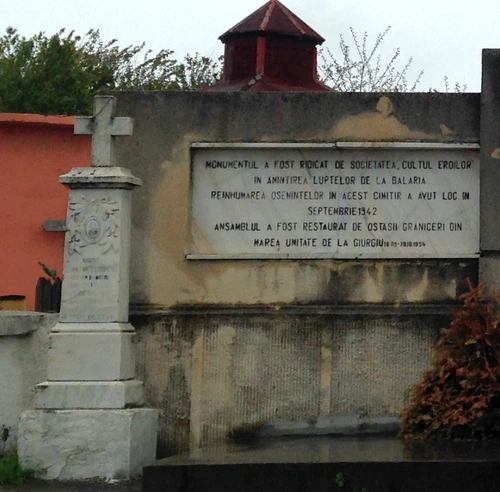 MONUMENTUL A FOST RIDICAT DE SOCIETATEA „CULTUL EROILOR"
IN AMINTIREA LUPTELOR DE LA BALARIA
REINHUMAREA OSEMINTELOR IN ACEST CIMITIR A AVUT LOC IN
SEPTEMBRIE 1942
ANSAMBLUL A FOST RESTAURAT DE OSTASII GRANICERI DIN
MAREA UNITATE DE LA GIURGIU